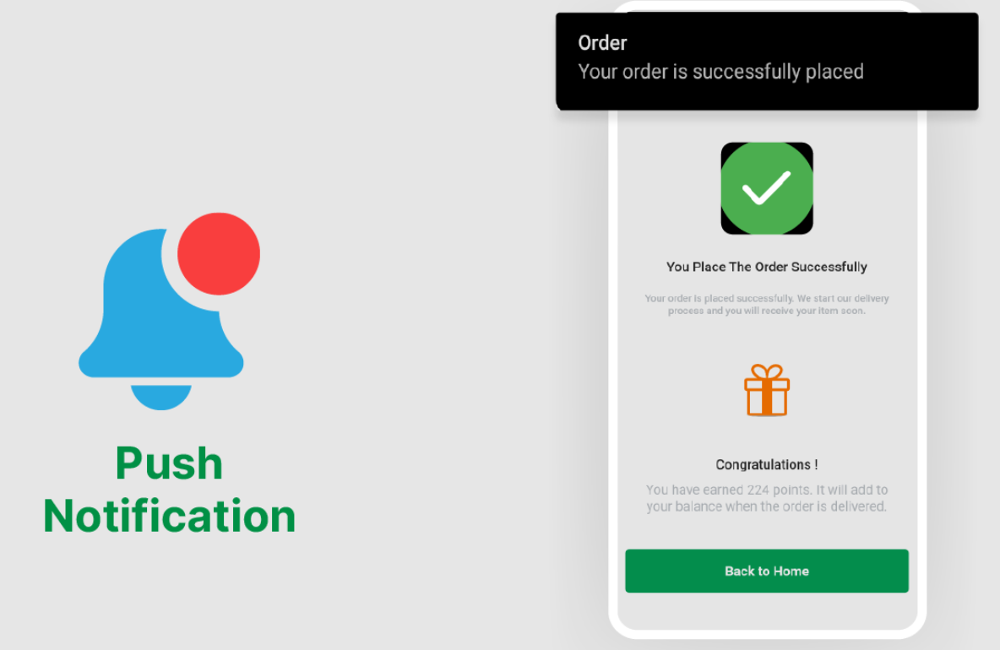 Push
Notification
Order
Your order is successfully placed
You Place The Order Successfully
Your order is placed successfully. We start our delivery
process and you will receive your item soon.
Congratulations !
You have earned 224 points. It will add to
your balance when the order is delivered.
Back to Home